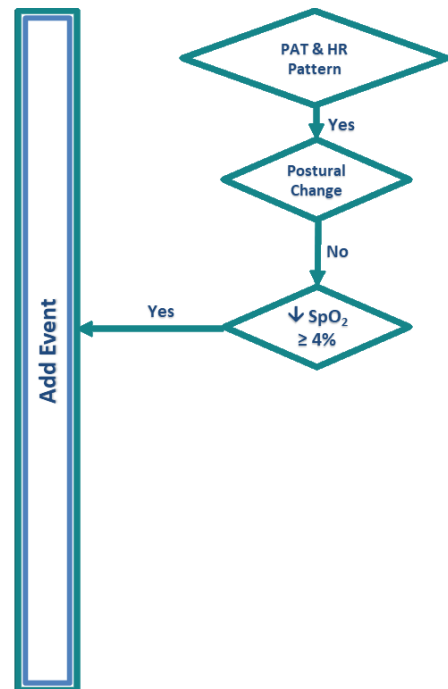 PAT & HR
Pattern
Yes
Postural
Change
No
↓ SpO₂
≥ 4%
Yes
Add Event